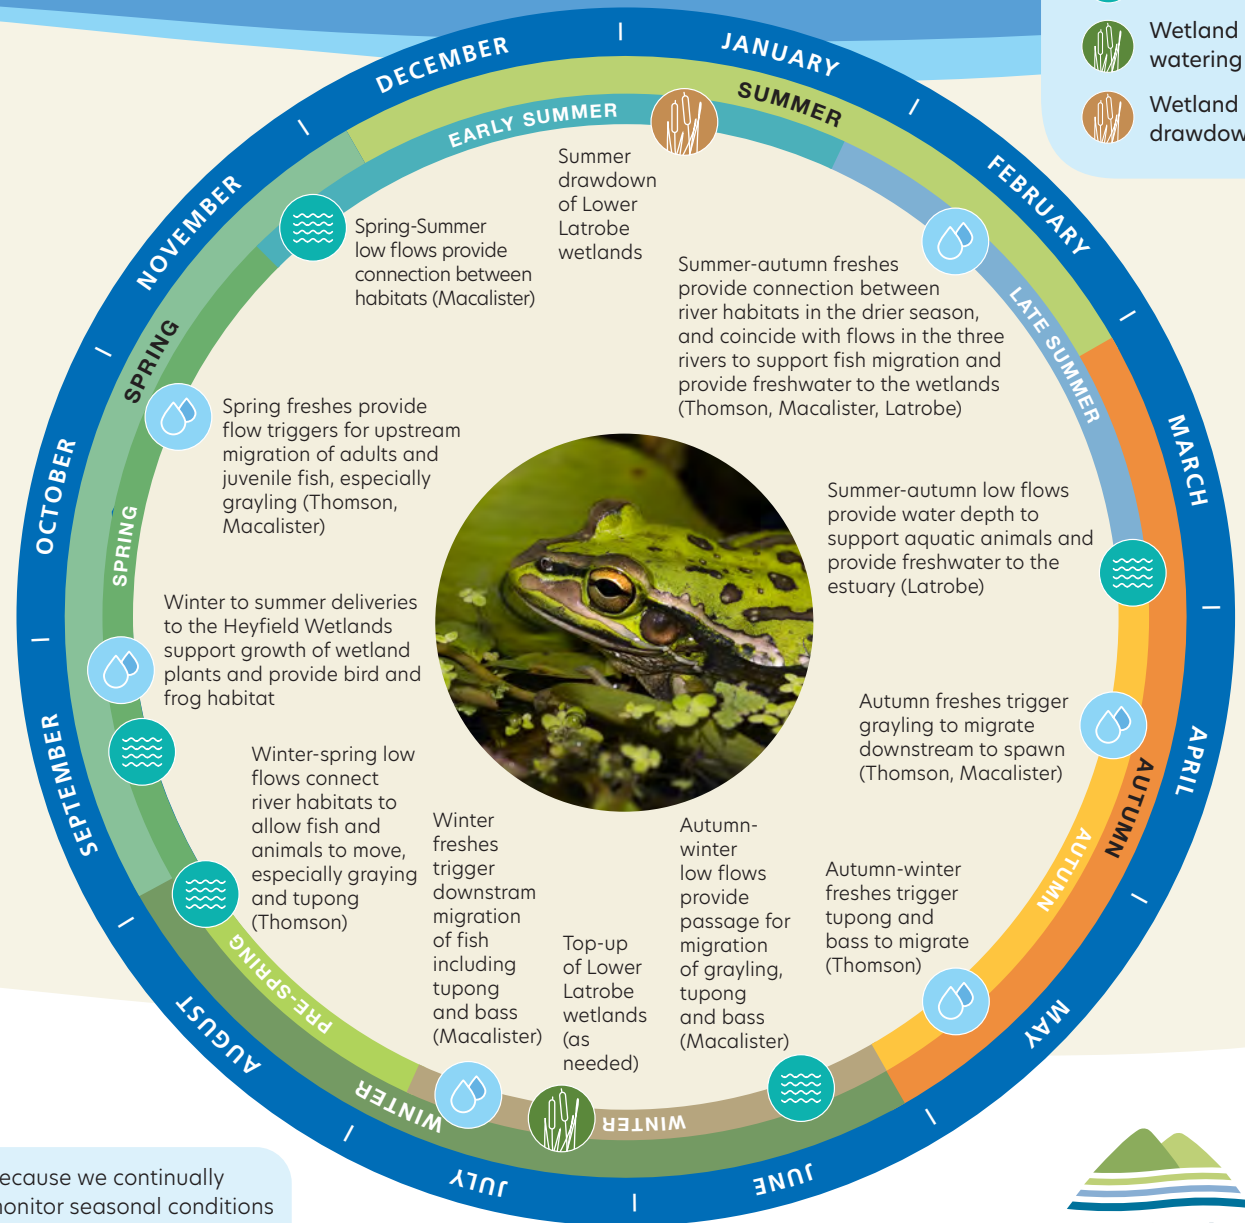 DECEMBER
JANUARY
FEBRUARY
MARCH
APRIL
MAY
JUNE
JULY
AUGUST
SEPTEMBER
OCTOBER
NOVEMBER
SUMMER
AUTUMN
WINTER
SPRING
EARLY SUMMER
LATE SUMMER
AUTUMN
WINTER
PRE-SPRING
SPRING
Wetland
watering
Wetland
drawdow
Summer
drawdown
of Lower
Latrobe
wetlands
Spring-Summer
low flows provide
connection between
habitats (Macalister)
Summer-autumn freshes
provide connection between
river habitats in the drier season,
and coincide with flows in the three
rivers to support fish migration and
provide freshwater to the wetlands
(Thomson, Macalister, Latrobe)
Spring freshes provide
flow triggers for upstream
migration of adults and
juvenile fish, especially
grayling (Thomson,
Macalister)
Summer-autumn low flows
provide water depth to
support aquatic animals and
provide freshwater to the
estuary (Latrobe)
Winter to summer deliveries
to the Heyfield Wetlands
support growth of wetland
plants and provide bird and
frog habitat
Autumn freshes trigger
grayling to migrate
downstream to spawn
(Thomson, Macalister)
Winter-spring low
flows connect
river habitats to
allow fish and
animals to move,
especially graying
and tupong
(Thomson)
Winter
freshes
trigger
downstram
migration
of fish
including
tupong
and bass
(Macalister)
Top-up
of Lower
Latrobe
wetlands
(as
needed)
Autumn-
winter
low flows
provide
passage for
migration
of grayling,
tupong
and bass
(Macalister)
Autumn-winter
freshes trigger
tupong and
bass to migrate
(Thomson)
ecause we continually
onitor seasonal conditions